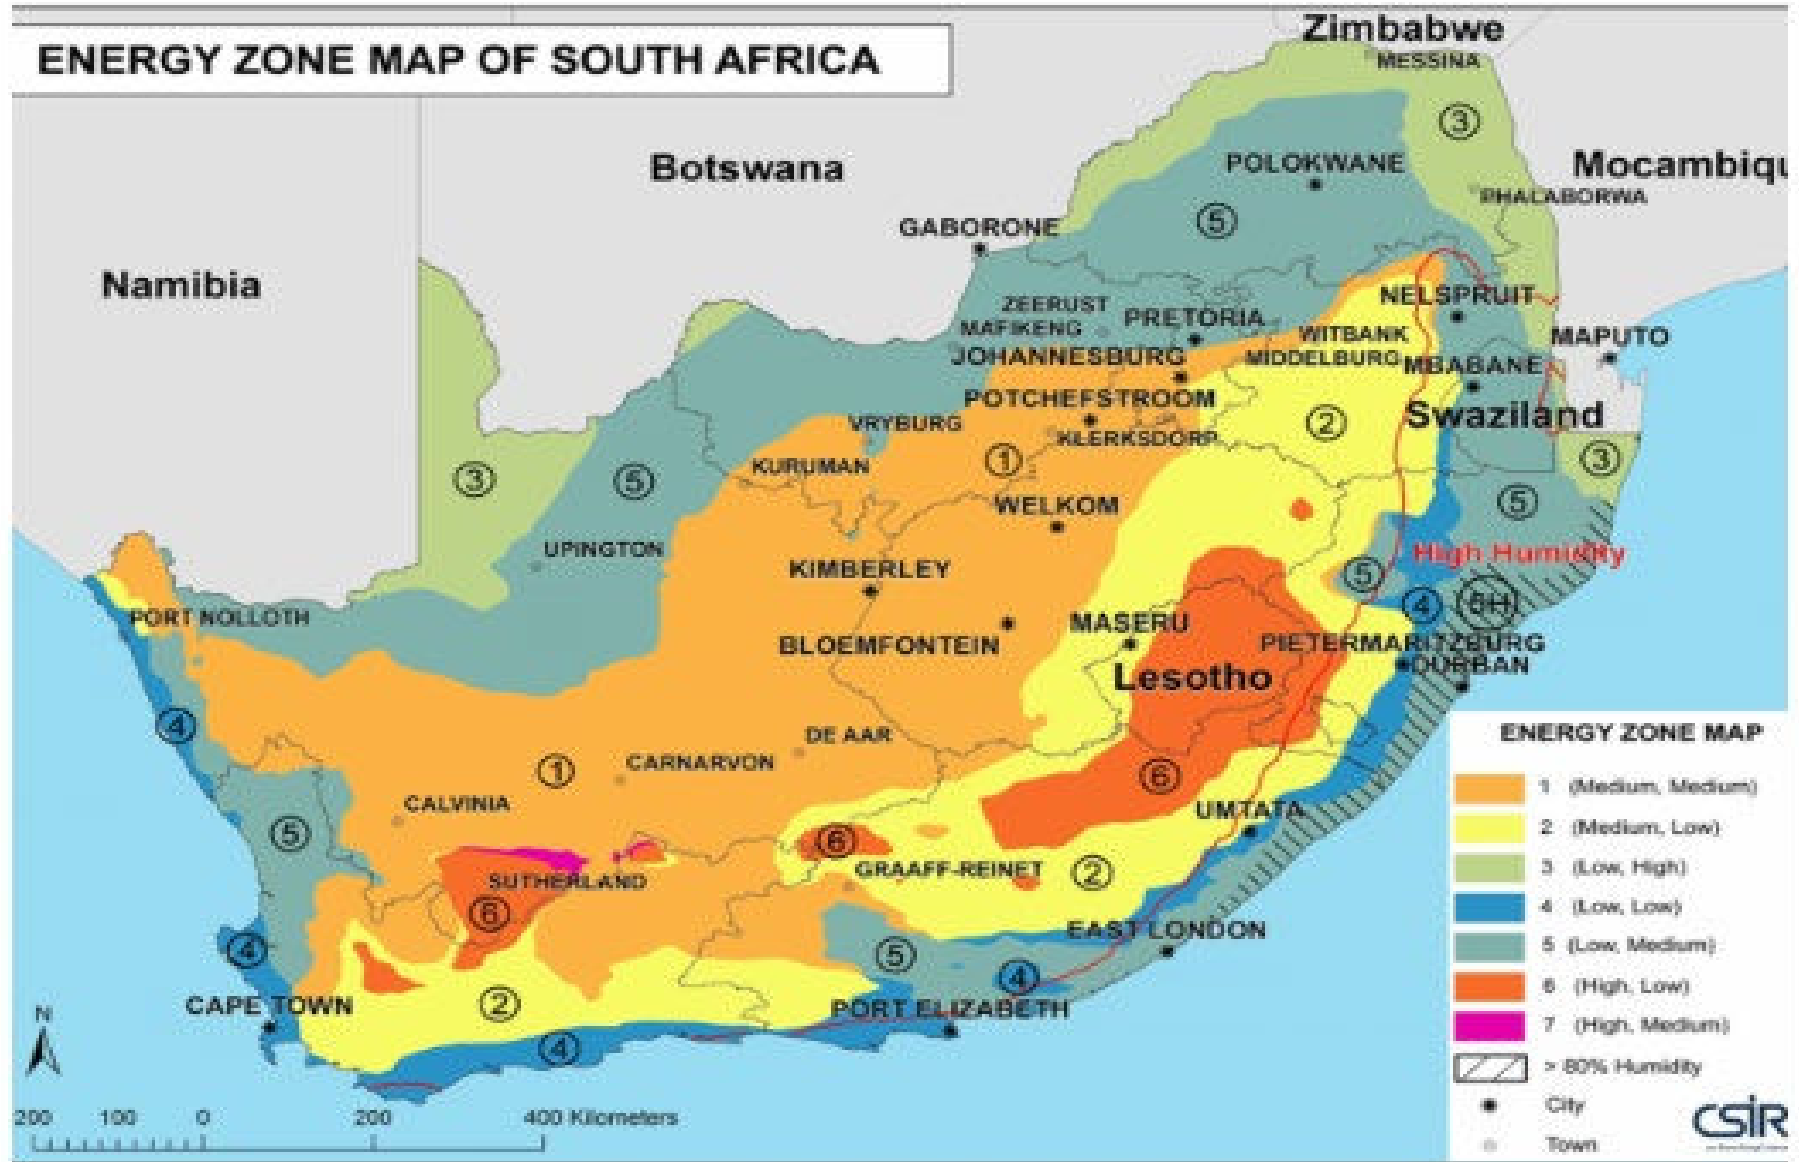 ENERGY ZONE MAP OF SOUTH AFRICA
Zimbabwe
MESSINA
3
Botswana
POLOKWANE
Mocambiqu
PHALABORWA
5
GABORONE
Namibia
NELSPRUIT
ZEERUST
PRETORIA
MAFIKENG
WITBANK
MAPUTO
JOHANNESBURG
MIDDELBURG
MBABANE
POTCHEFSTROOM
Swaziland
VRYBURG
2
KLERKSDORP
KURUMAN
1
3
3
5
WELKOM
5
UPINGTON
High Humidity
KIMBERLEY
5
4
5H
PORT NOLLOTH
MASERU
BLOEMFONTEIN
PIETERMARITZBURG
DURBAN
Lesotho
4
DE AAR
CARNARVON
1
6
CALVINIA
UMTATA
5
6
GRAAFF-REINET
2
SUTHERLAND
6
EAST LONDON
4
5
4
CAPE TOWN
2
PORT ELIZABETH
4
N
200 100 0 200 400 Kilometers
ENERGY ZONE MAP
1 (Medium, Medium)
2 (Medium, Low)
3 (Low, High)
4 (Low, Low)
5 (Low, Medium)
6 (High, Low)
7 (High, Medium)
> 80% Humidity
City
Town
CSIR